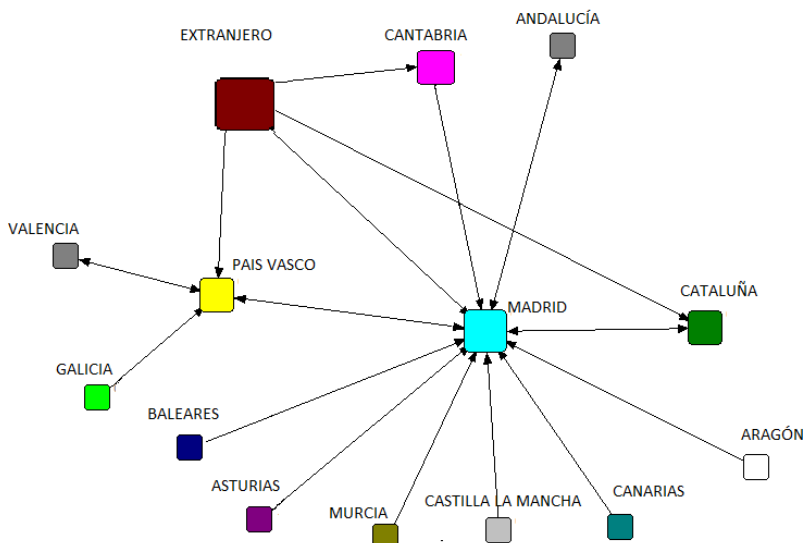 ANDALUCÍA
EXTRANJERO
CANTABRIA
VALENCIA
PAIS VASCO
CATALUÑA
MADRID
GALICIA
BALEARES
ARAGÓN
ASTURIAS
MURCIA
CASTILLA LA MANCHA
CANARIAS